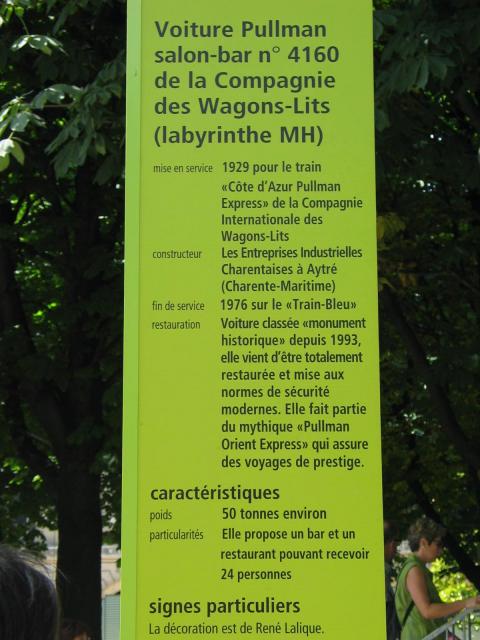 Voiture Pullman
salon-bar n° 4160
de la Compagnie
des Wagons-Lits
(labyrinthe MH)
mise en service 1929 pour le train
«Côte d'Azur Pullman
Express» de la Compagnie
Internationale des
Wagons-Lits
constructeur Les Entreprises Industrielles
Charentaises à Aytré
(Charente-Maritime)
fin de service 1976 sur le «Train-Bleu»
restauration Voiture classée «monument
historique» depuis 1993,
elle vient d'être totalement
restaurée et mise aux
normes de sécurité
modernes. Elle fait partie
du mythique «Pullman
Orient Express» qui assure
des voyages de prestige.
caractéristiques
poids 50 tonnes environ
particularités Elle propose un bar et un
restaurant pouvant recevoir
24 personnes
signes particuliers
La décoration est de René Lalique.